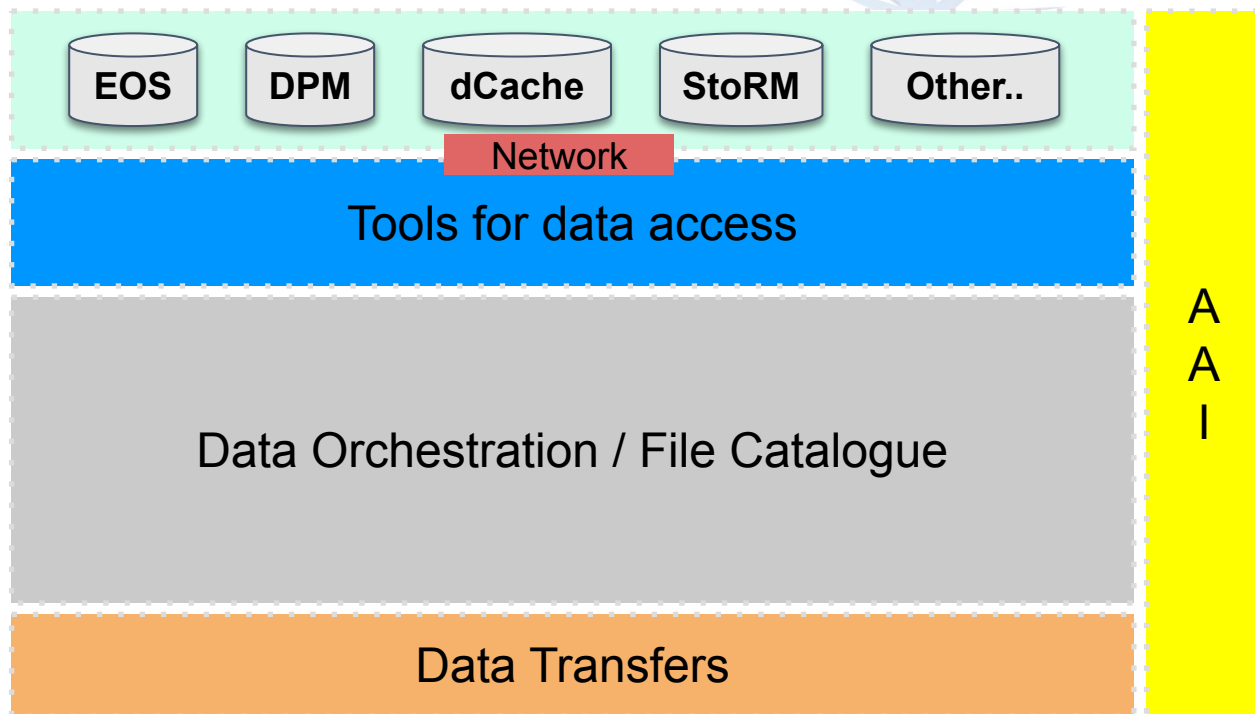 EOS
DPM
dCache
StoRM
Other..
Network
Tools for data access
Data Orchestration / File Catalogue
Data Transfers
A
A
I